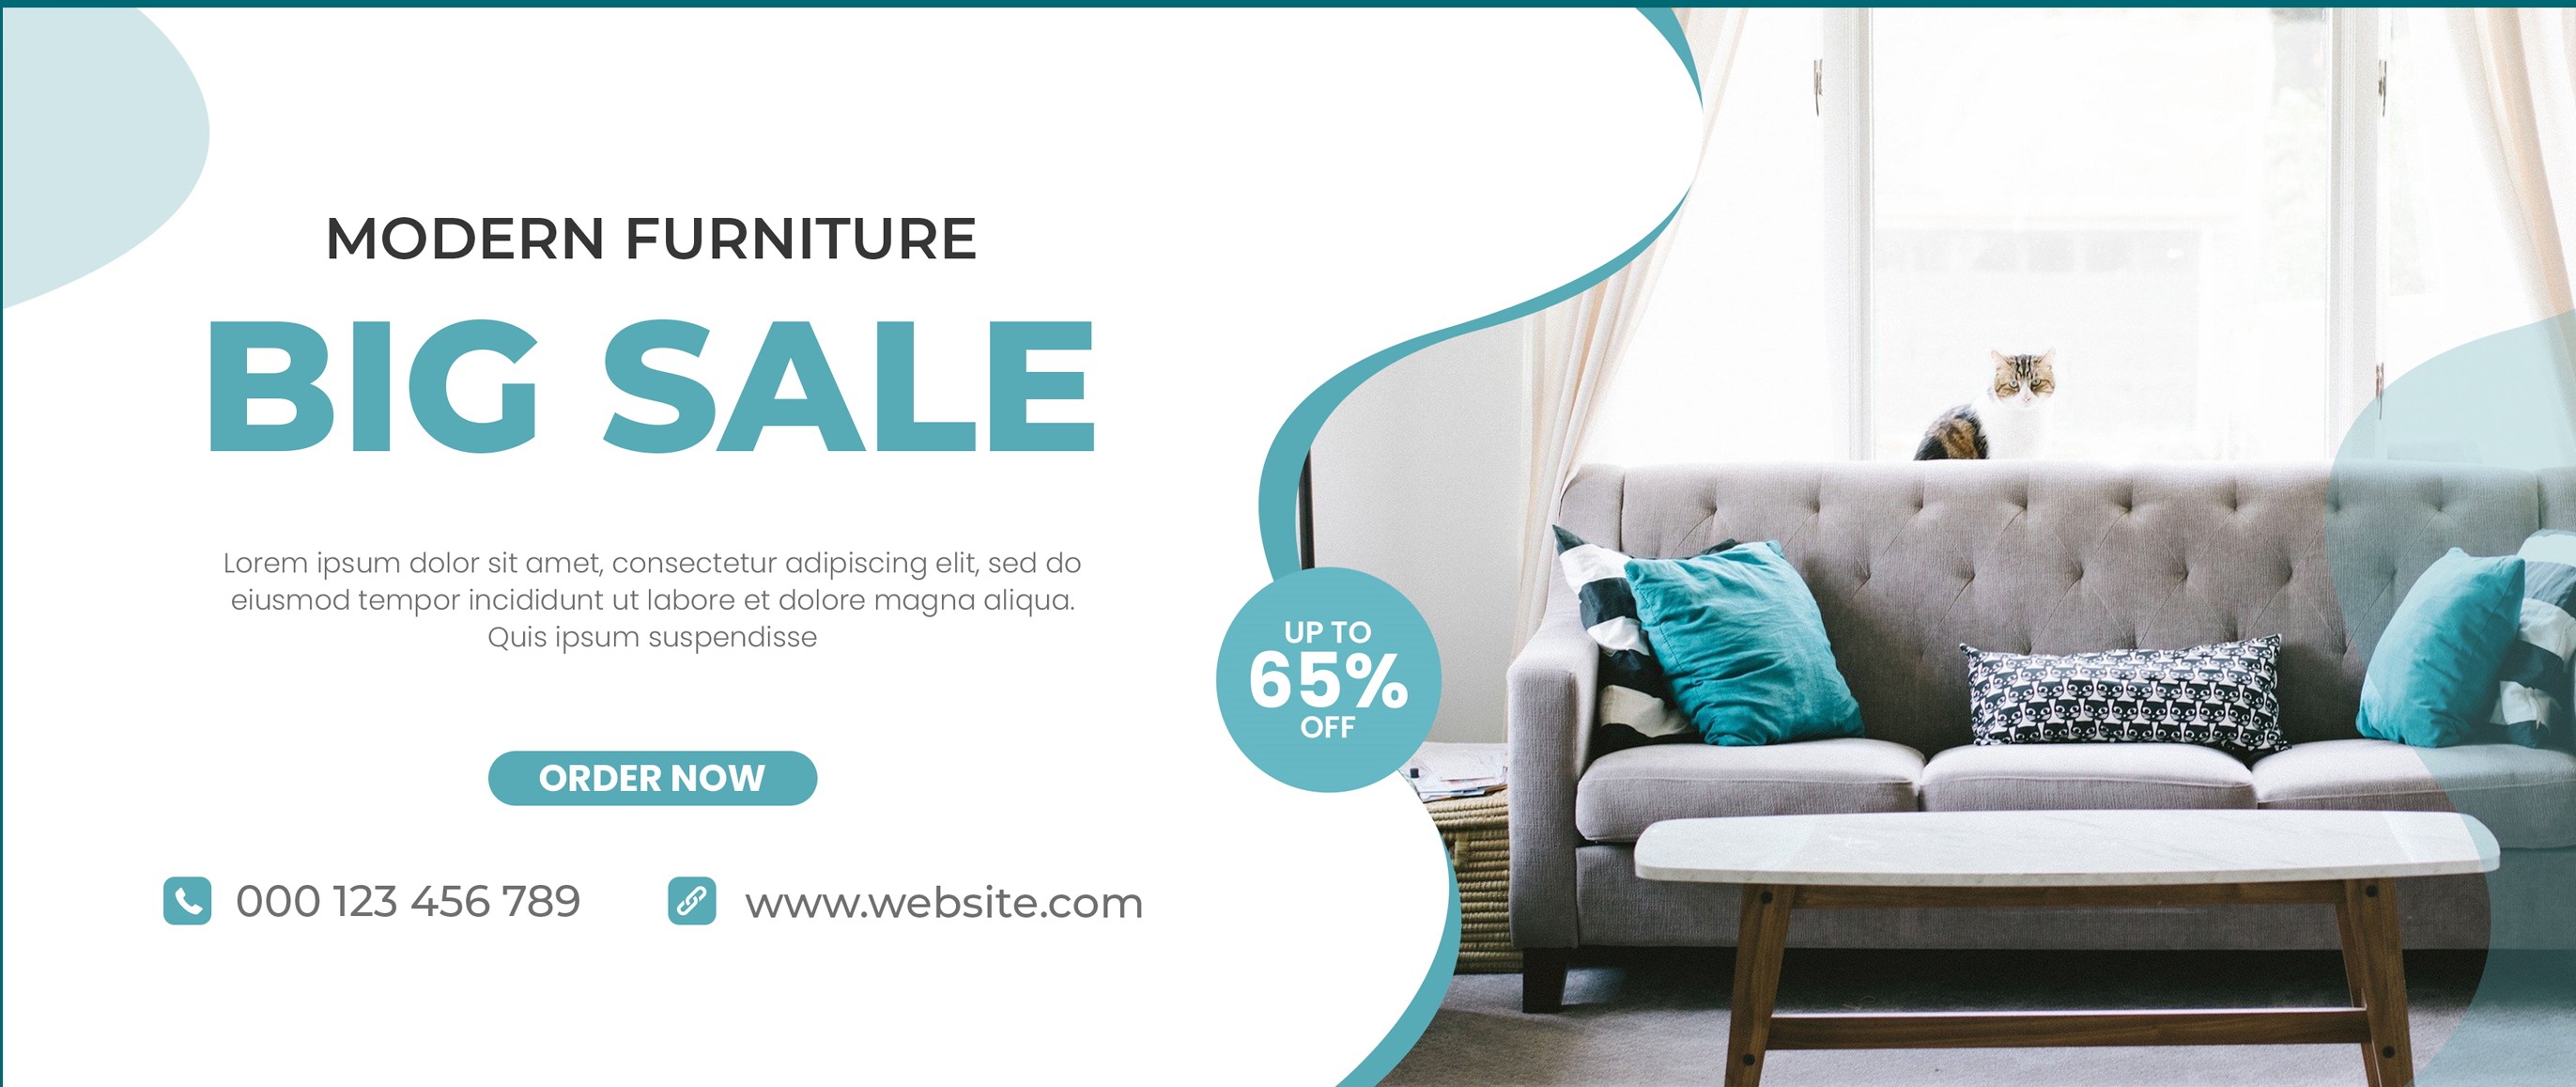 MODERN FURNITURE
BIG SALE
Lorem ipsum dolor sit amet, consectetur adipiscing elit, sed do
eiusmod tempor incididunt ut labore et dolore magna aliqua.
Quis ipsum suspendisse
ORDER NOW
000 123 456 789
www.website.com
UP TO
65%
OFF